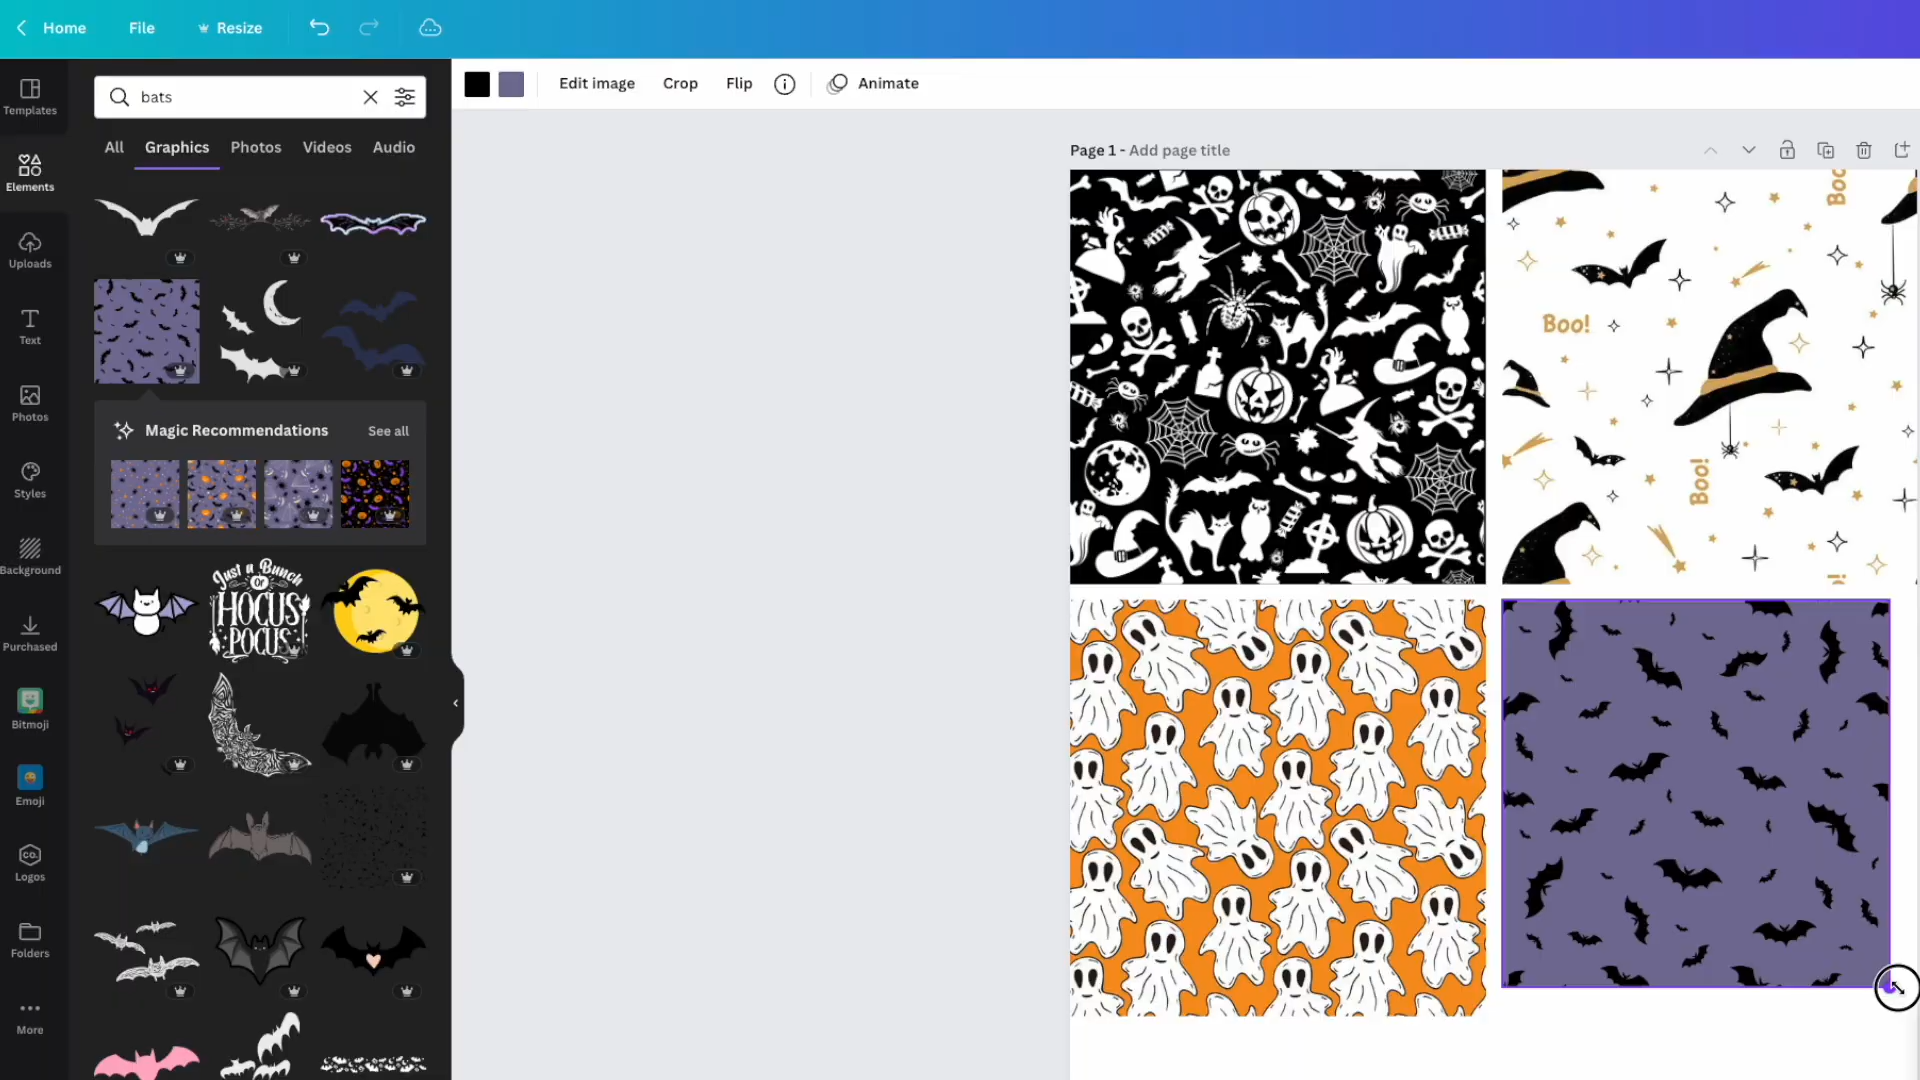 Home File Resize
Templates
Elements
Uploads
Text
Photos
Styles
Background
Purchased
Bitmoji
Emoji
CO.
Logos
Folders
More
bats
All Graphics Photos Videos Audio
Magic Recommendations See all
Just a Bunch
Of
HOCUS
POCUS
Edit image Crop Flip Animate
Page 1 - Add page title
Boo!
Boo!
Boo